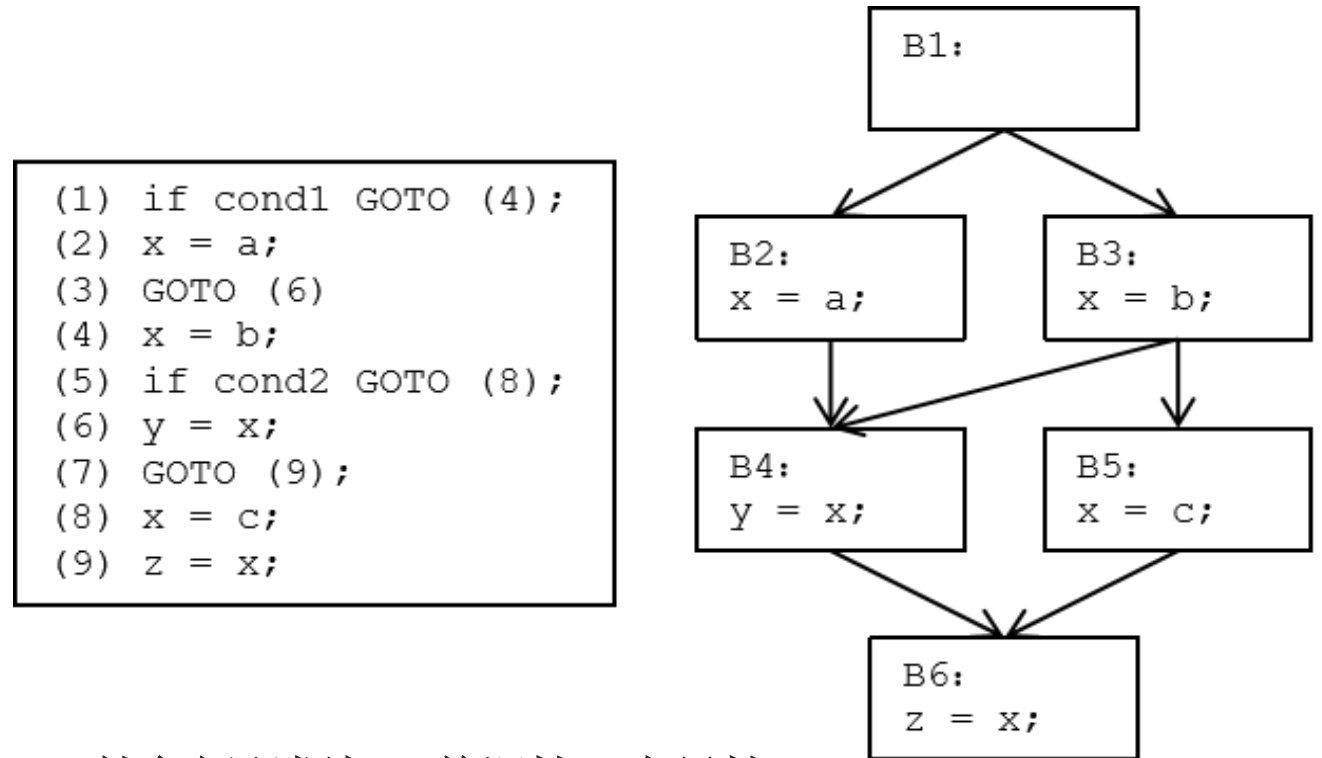 (1) if cond1 GOTO (4);
(2) x = a;
(3) GOTO (6)
(4) x = b;
(5) if cond2 GOTO (8);
(6) y = x;
(7) GOTO (9);
(8) x = c;
(9) z = x;
B1:
B2:
x = a;
B3:
x = b;
B4:
y = x;
B5:
x = c;
B6:
z = x;